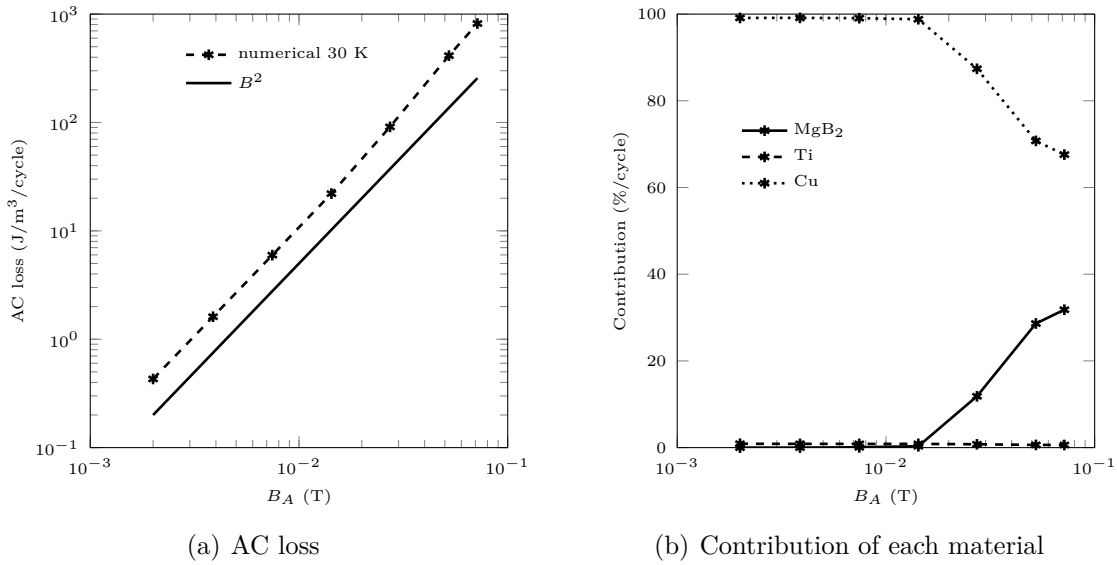 10^3
10^2
10^1
10^0
10^−1
10^−3
10^−2
10^−1
AC loss (J/m^3/cycle)
B_A (T)
numerical 30 K
B^2
(a) AC loss
100
80
60
40
20
0
10^−3
10^−2
10^−1
Contribution (%/cycle)
B_A (T)
MgB_2
Ti
Cu
(b) Contribution of each material